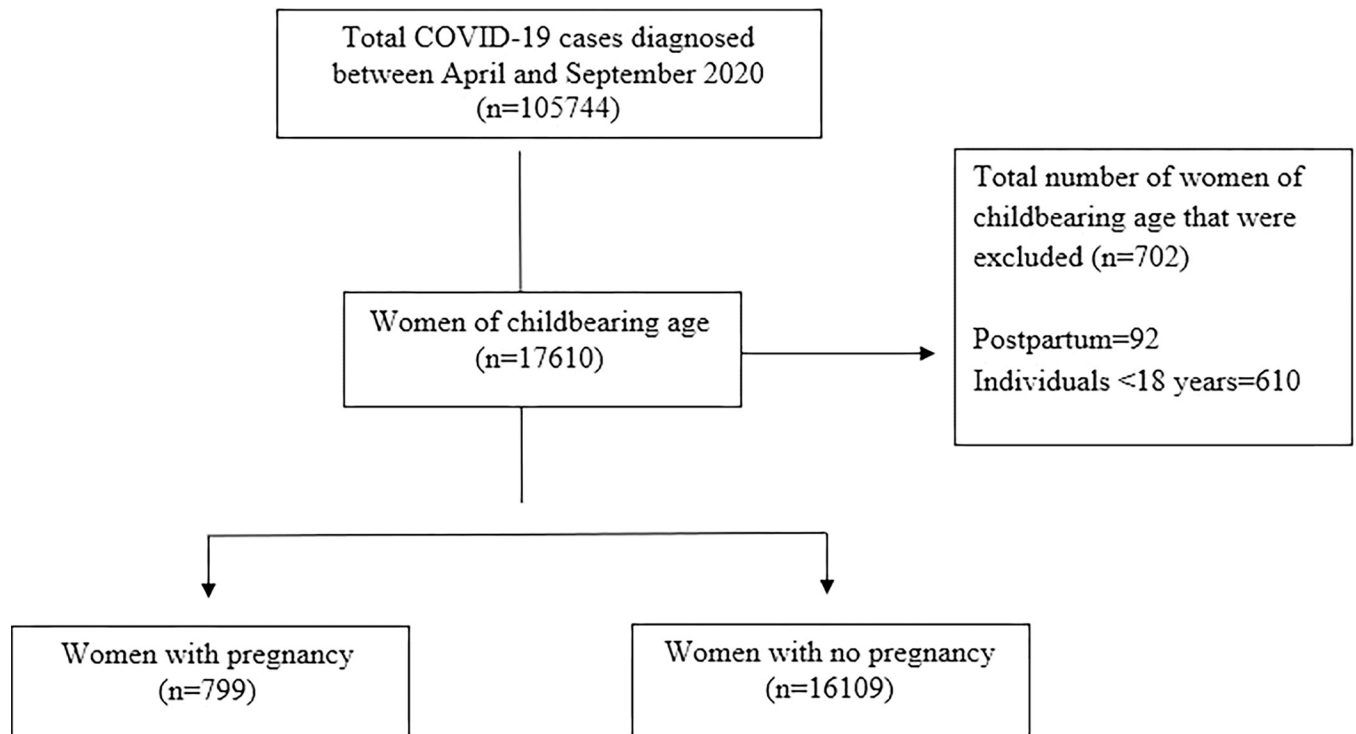 Total COVID-19 cases diagnosed
between April and September 2020
(n=105744)
Total number of women of
childbearing age that were
excluded (n=702)
Postpartum=92
Individuals <18 years=610
Women of childbearing age
(n=17610)
Women with pregnancy
(n=799)
Women with no pregnancy
(n=16109)